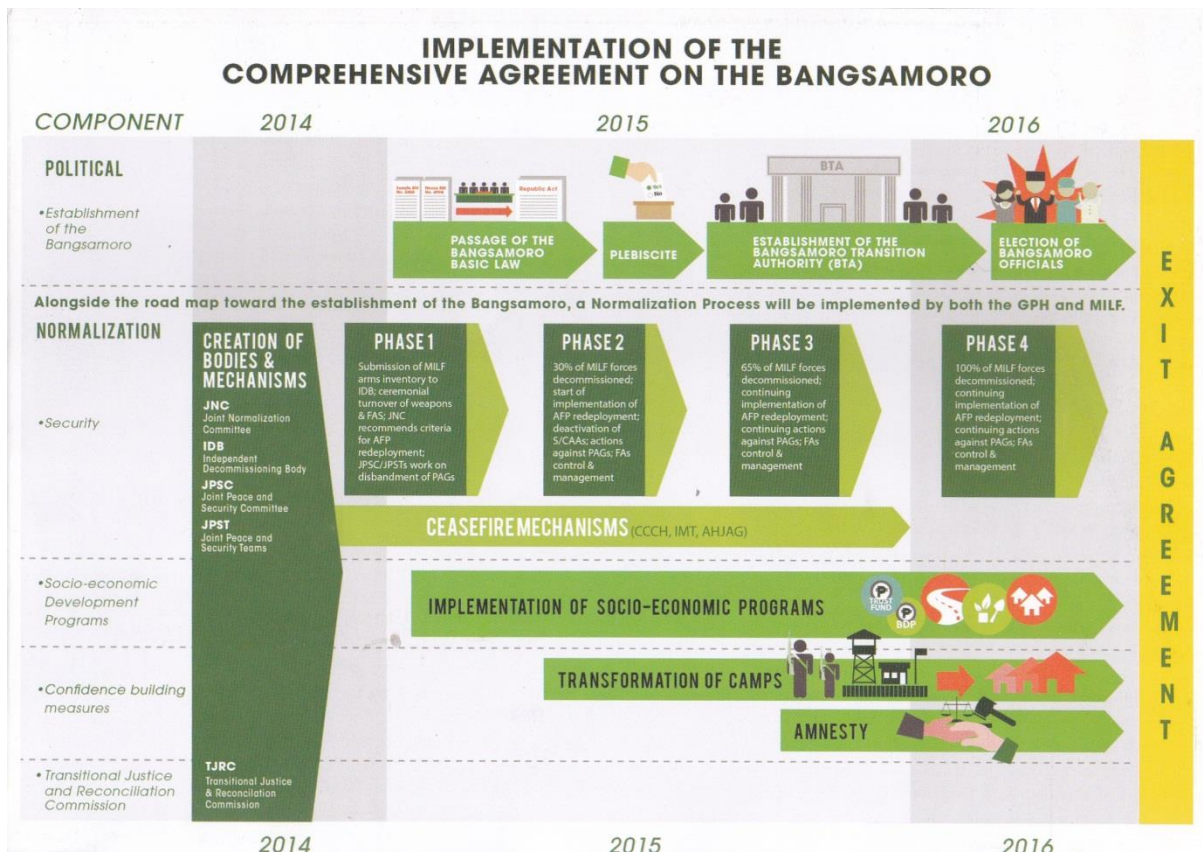 IMPLEMENTATION OF THE
COMPREHENSIVE AGREEMENT ON THE BANGSAMORO
COMPONENT
2014
2015
2016
POLITICAL
•Establishment
of the
Bangsamoro
Republic Act
BTA
PASSAGE OF THE
BANGSAMORO
BASIC LAW
PLEBISCITE
ESTABLISHMENT OF THE
BANGSAMORO TRANSITION
AUTHORITY (BTA)
ELECTION OF
BANGSAMORO
OFFICIALS
Alongside the road map toward the establishment of the Bangsamoro, a Normalization Process will be implemented by both the GPH and MILF.
NORMALIZATION
•Security
CREATION OF
BODIES &
MECHANISMS
JNC
Joint Normalization
Committee
IDB
Independent
Decommissioning Body
JPSC
Joint Peace and
Security Committee
JPST
Joint Peace and
Security Teams
PHASE 1
Submission of MILF
arms inventory to
IDB; ceremonial
turnover of weapons
& FAS; JNC
recommends criteria
for AFP
redeployment;
JPSC/JPSTs work on
disbandment of PAGs
PHASE 2
30% of MILF forces
decommissioned;
start of
implementation of
AFP redeployment;
deactivation of
S/CAAs; actions
against PAGs; FAs
control &
management
PHASE 3
65% of MILF forces
decommissioned;
continuing
implementation of
AFP redeployment;
continuing actions
against PAGs; FAs
control &
management
PHASE 4
100% of MILF forces
decommissioned;
continuing
implementation of
AFP redeployment;
continuing actions
against PAGs; FAs
control &
management
CEASEFIRE MECHANISMS (CCCH, IMT, AHJAG)
•Socio-economic
Development
Programs
IMPLEMENTATION OF SOCIO-ECONOMIC PROGRAMS
P
TRUST
FUND
P
BDP
•Confidence building
measures
TRANSFORMATION OF CAMPS
AMNESTY
•Transitional Justice
and Reconciliation
Commission
TJRC
Transitional Justice
& Reconcilation
Commission
EXIT AGREEMENT
2014
2015
2016